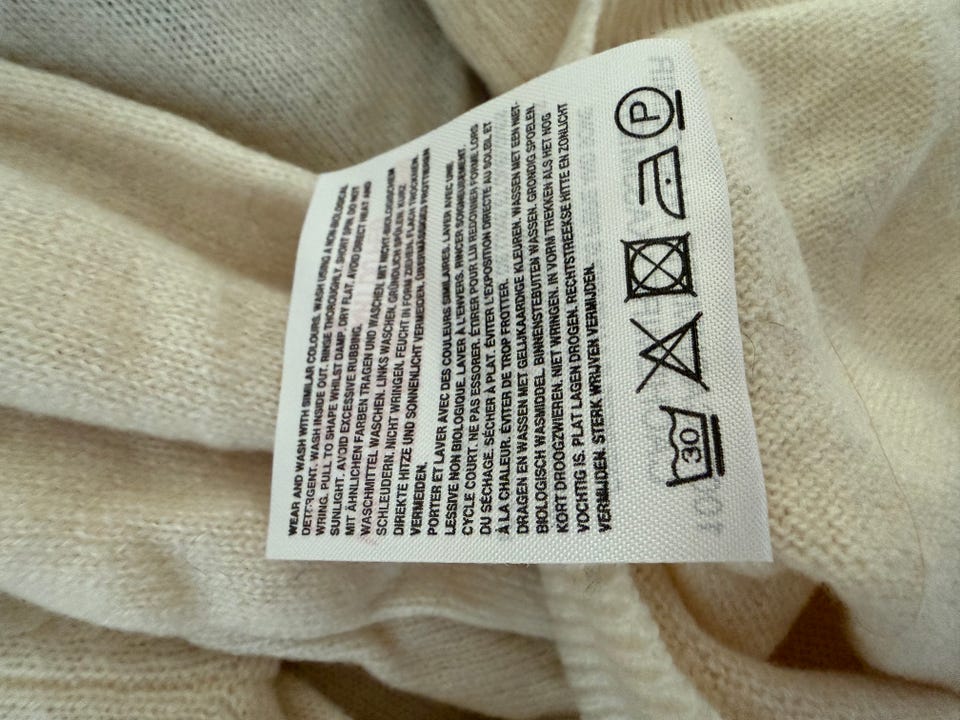 WEAR AND WASH WITH SIMILAR COLOURS. WASH USING A NON-BIOLOGICAL
DETERGENT. WASH INSIDE OUT. RINSE THOROUGHLY. SHORT SPIN. DO NOT
WRING. PULL TO SHAPE WHILST DAMP. DRY FLAT. AVOID DIRECT HEAT AND
SUNLIGHT. AVOID EXCESSIVE RUBBING.
MIT ÄHNLICHEN FARBEN TRAGEN UND WASCHEN. MIT NICHT-BIOLOGISCHEM
WASCHMITTEL WASCHEN. LINKS WASCHEN. GRÜNDLICH SPÜLEN. KURZ
SCHLEUDERN. NICHT WRINGEN. FEUCHT IN FORM ZIEHEN. FLACH TROCKNEN.
DIREKTE HITZE UND SONNENLICHT VERMEIDEN. ÜBERMÄSSIGES FROTTIEREN
VERMEIDEN.
PORTER ET LAVER AVEC DES COULEURS SIMILAIRES. LAVER AVEC UNE
LESSIVE NON BIOLOGIQUE. LAVER À L'ENVERS. RINCER SOIGNEUSEMENT.
CYCLE COURT. NE PAS ESSORER. ÉTIRER POUR LUI REDONNER FORME LORS
DU SÉCHAGE. SÉCHER À PLAT. ÉVITER L'EXPOSITION DIRECTE AU SOLEIL ET
À LA CHALEUR. ÉVITER DE TROP FROTTER.
DRAGEN EN WASSEN MET GELIJKAARDIGE KLEUREN. WASSEN MET EEN NIET-
BIOLOGISCH WASMIDDEL. BINNENSTEBUITEN WASSEN. GRONDIG SPOELEN.
KORT DROOGZWIEREN. NIET WRINGEN. IN VORM TREKKEN ALS HET NOG
VOCHTIG IS. PLAT LAGEN DROGEN. RECHTSTREEKSE HITTE EN ZONLICHT
VERMIJDEN. STERK WRIJVEN VERMIJDEN.
30
P